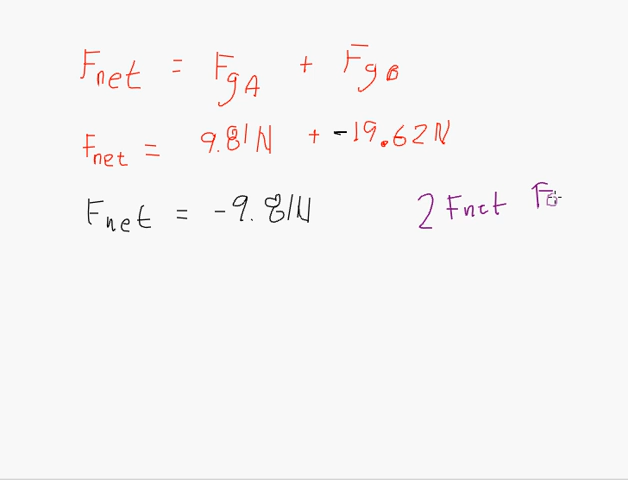 Fnet = FgA + FgB
Fnet = 9.81N + -19.62N
Fnet = -9.81N 2 Fnet